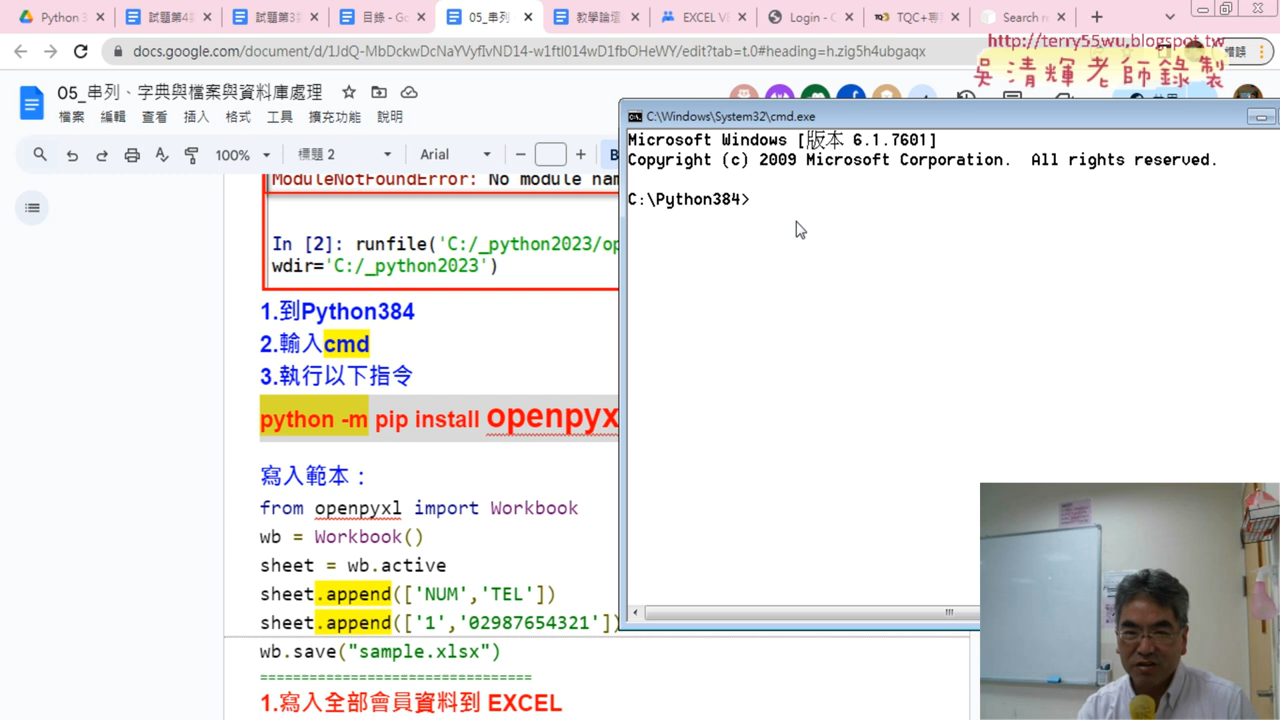 Python 3
試題第4
試題第3
目錄 - Go
05_串列
教學論壇
EXCEL V
Login - C
TQC+專
Search r
docs.google.com/document/d/1JdQ-MbDckwDcNaYVyfIvND14-w1ftl014wD1fbOHeWY/edit?tab=t.0#heading=h.zig5h4ubgaqx
http://terry55wu.blogspot.tw
吳清輝老師錄製
05_串列、字典與檔案與資料庫處理
檔案 編輯 查看 插入 格式 工具 擴充功能 說明
100% 標題 2 Arial B
ModuleNotFoundError: No module nam
In [2]: runfile('C:/_python2023/op
wdir='C:/_python2023')
1.到Python384
2.輸入cmd
3.執行以下指令
python -m pip install openpyx
寫入範本：
from openpyxl import Workbook
wb = Workbook()
sheet = wb.active
sheet.append(['NUM','TEL'])
sheet.append(['1','02987654321'])
wb.save("sample.xlsx")
================================
1.寫入全部會員資料到 EXCEL
C:\Windows\System32\cmd.exe
Microsoft Windows [版本 6.1.7601]
Copyright (c) 2009 Microsoft Corporation.  All rights reserved.
C:\Python384>